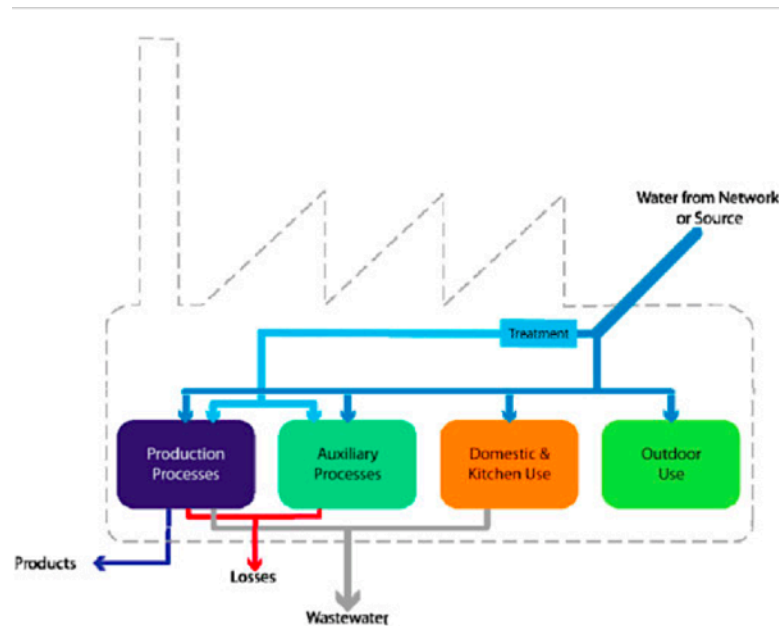 Water from Network
or Source
Treatment
Production
Processes
Auxiliary
Processes
Domestic &
Kitchen Use
Outdoor
Use
Products
Losses
Wastewater